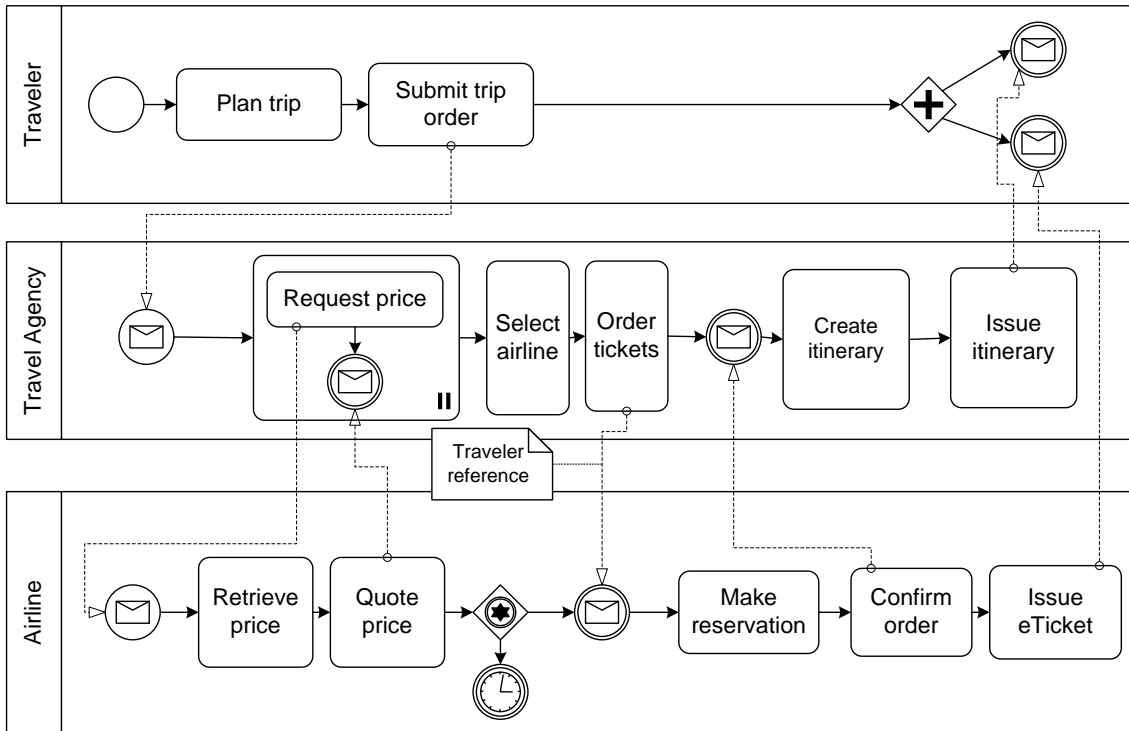 Traveler
Plan trip
Submit trip
order
Travel Agency
Request price
Select
airline
Order
tickets
Create
itinerary
Issue
itinerary
Traveler
reference
Airline
Retrieve
price
Quote
price
Make
reservation
Confirm
order
Issue
eTicket